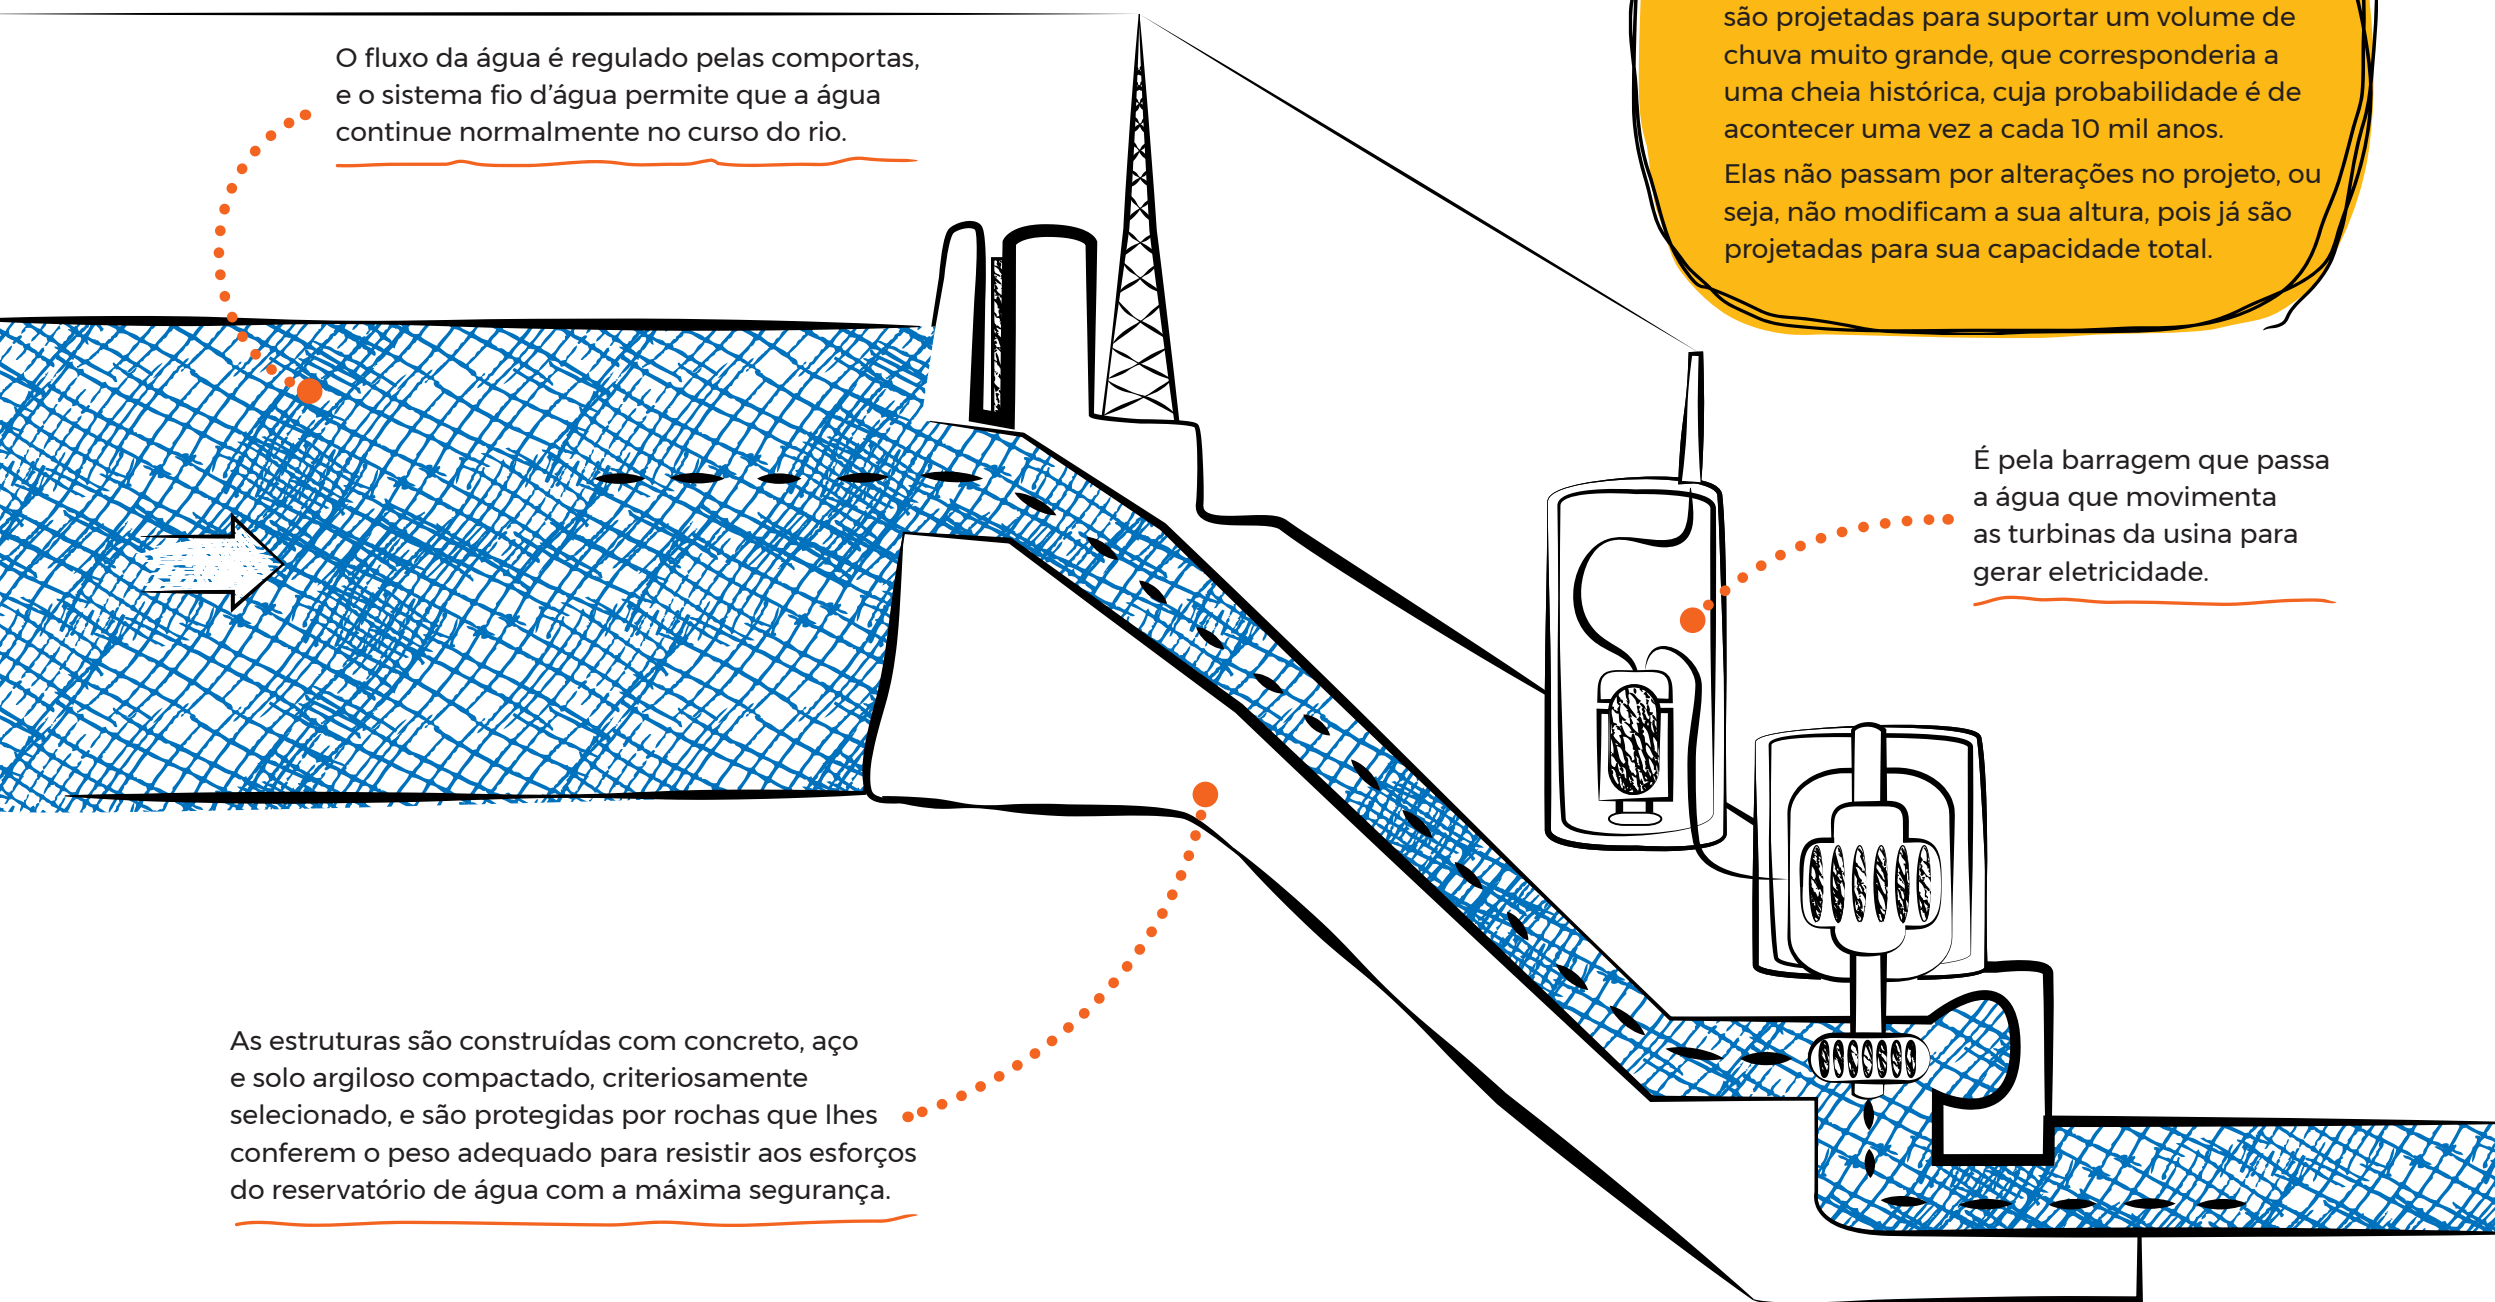 O fluxo da água é regulado pelas comportas,
e o sistema fio d’água permite que a água
continue normalmente no curso do rio.
são projetadas para suportar um volume de
chuva muito grande, que corresponderia a
uma cheia histórica, cuja probabilidade é de
acontecer uma vez a cada 10 mil anos.
Elas não passam por alterações no projeto, ou
seja, não modificam a sua altura, pois já são
projetadas para sua capacidade total.
É pela barragem que passa
a água que movimenta
as turbinas da usina para
gerar eletricidade.
As estruturas são construídas com concreto, aço
e solo argiloso compactado, criteriosamente
selecionado, e são protegidas por rochas que lhes
conferem o peso adequado para resistir aos esforços
do reservatório de água com a máxima segurança.